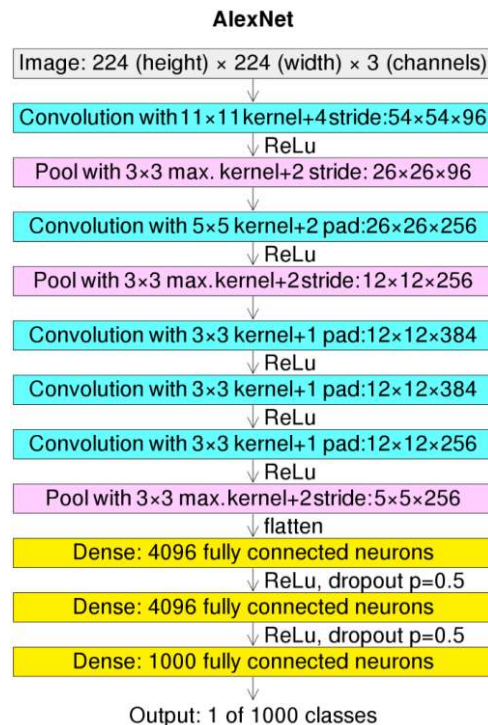 AlexNet
Image: 224 (height) × 224 (width) × 3 (channels)
Convolution with 11×11 kernel+4 stride:54×54×96
ReLu
Pool with 3×3 max. kernel+2 stride: 26×26×96
Convolution with 5×5 kernel+2 pad:26×26×256
ReLu
Pool with 3×3 max.kernel+2stride:12×12×256
Convolution with 3×3 kernel+1 pad:12×12×384
ReLu
Convolution with 3×3 kernel+1 pad:12×12×384
ReLu
Convolution with 3×3 kernel+1 pad:12×12×256
ReLu
Pool with 3×3 max.kernel+2stride:5×5×256
flatten
Dense: 4096 fully connected neurons
ReLu, dropout p=0.5
Dense: 4096 fully connected neurons
ReLu, dropout p=0.5
Dense: 1000 fully connected neurons
Output: 1 of 1000 classes